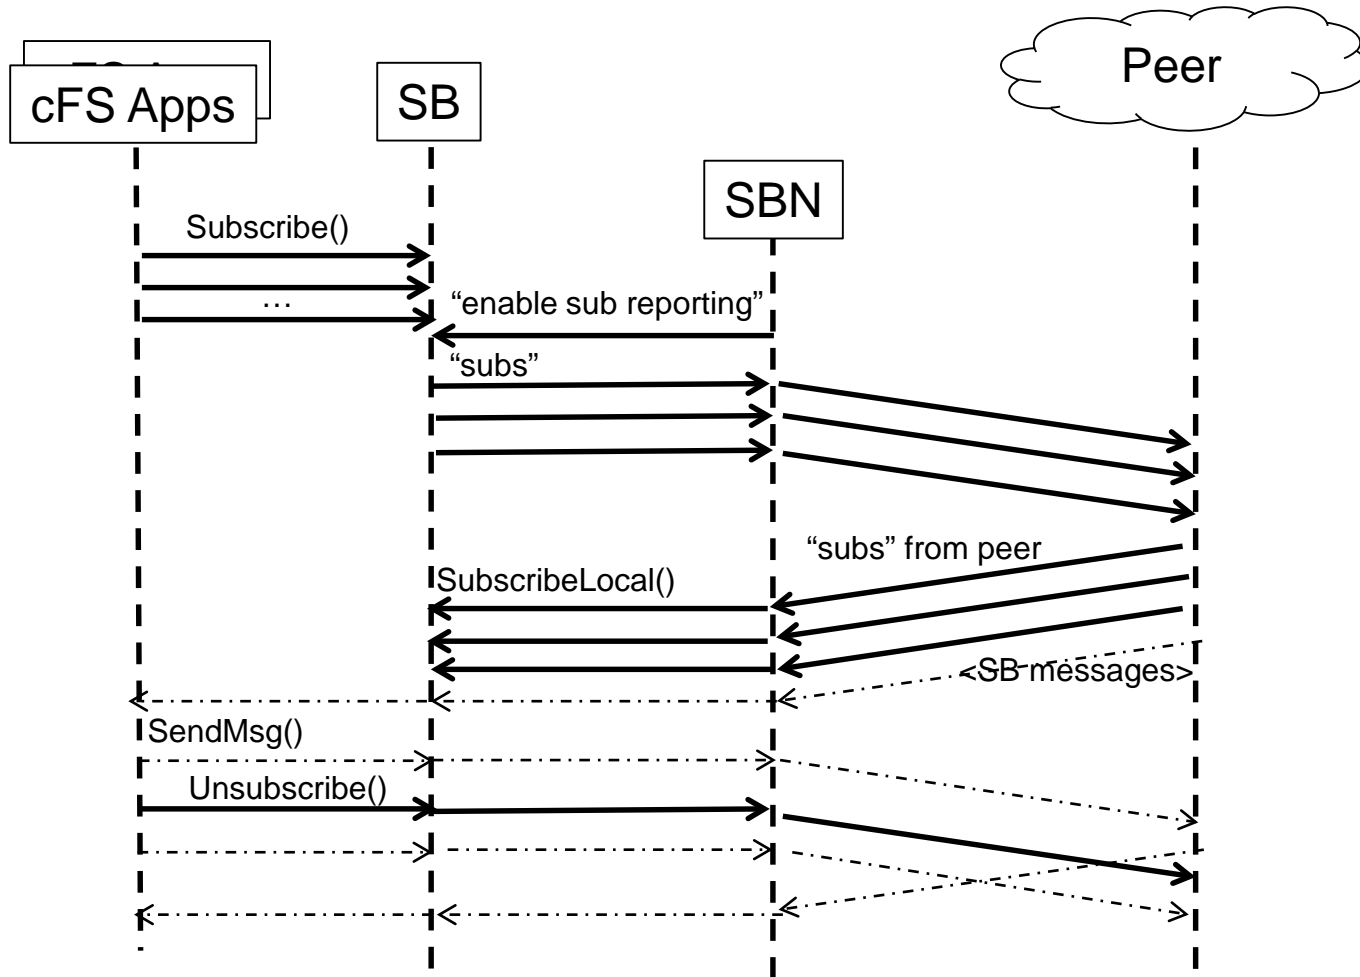 Peer
cFS Apps
SB
SBN
Subscribe()
...
“enable sub reporting”
“subs”
“subs” from peer
SubscribeLocal()
<SB messages>
SendMsg()
Unsubscribe()